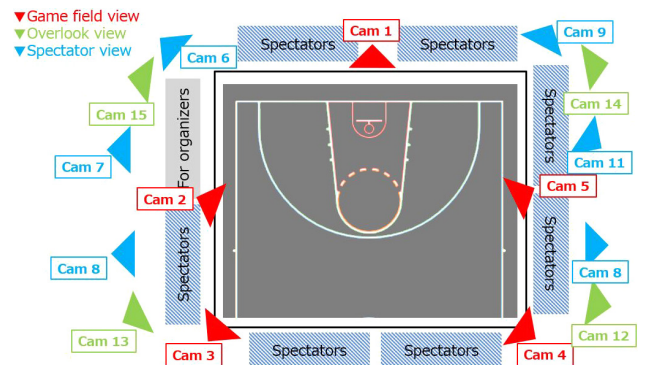 ▼Game field view
▼Overlook view
▼Spectator view
Cam 1
Cam 9
Cam 6
Spectators
Spectators
Cam 15
Cam 14
For organizers
Spectators
Cam 7
Cam 11
Cam 2
Cam 5
Spectators
Spectators
Cam 8
Cam 8
Cam 13
Cam 12
Cam 3
Spectators
Spectators
Cam 4